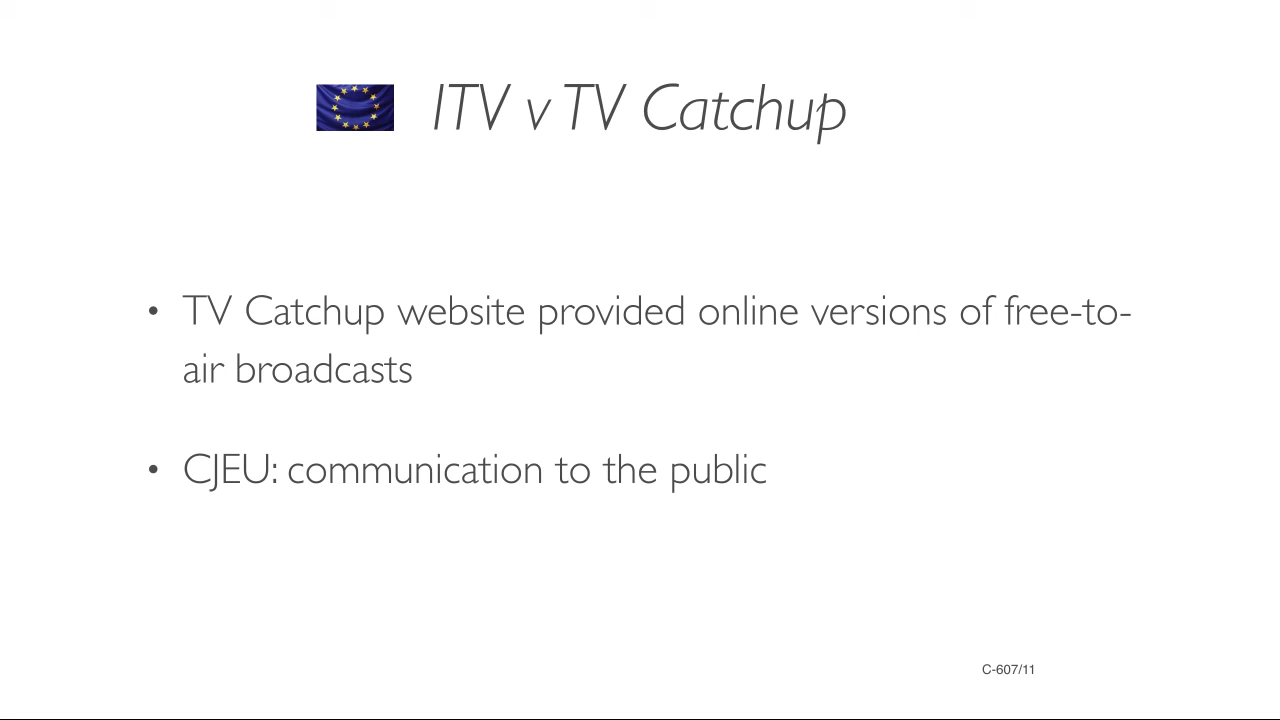 ITV v TV Catchup
• TV Catchup website provided online versions of free-to-
air broadcasts
• CJEU: communication to the public
C-607/11